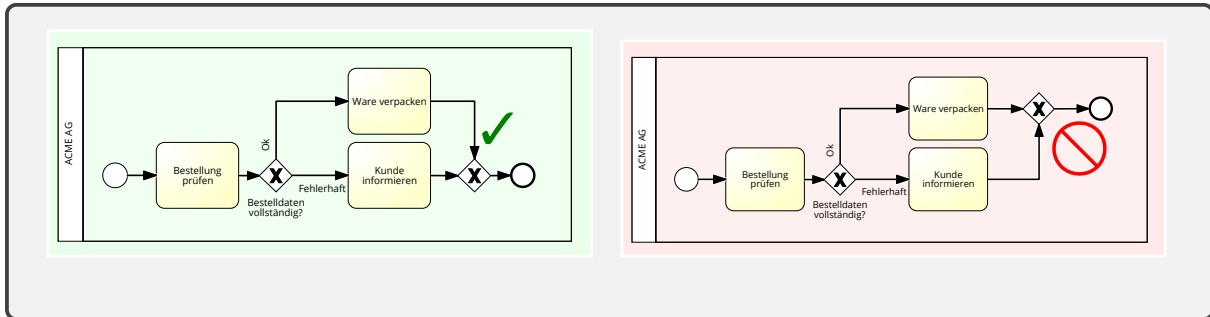 ACME AG
Bestellung
prüfen
Ok
Fehlerhaft
Bestelldaten
vollständig?
Ware verpacken
Kunde
informieren
ACME AG
Bestellung
prüfen
Ok
Fehlerhaft
Bestelldaten
vollständig?
Ware verpacken
Kunde
informieren